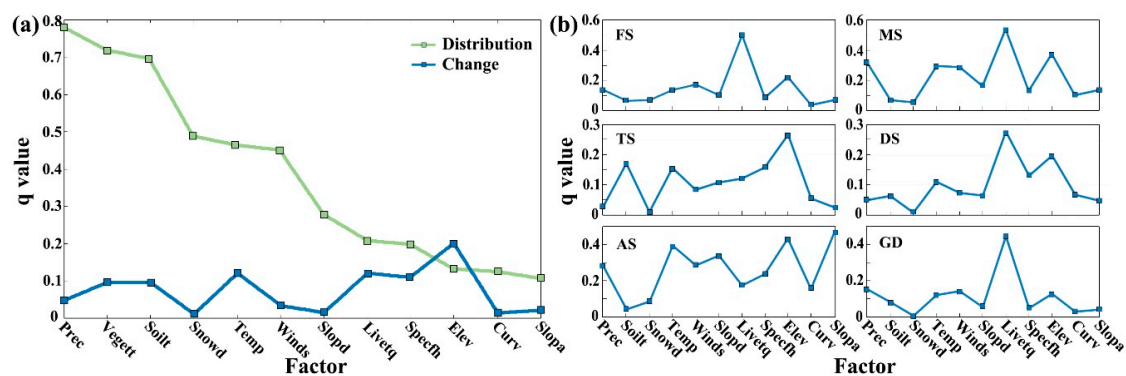 (a)
0.8
0.7
0.6
0.5
0.4
0.3
0.2
0.1
0
q value
Distribution
Change
Prec
Vegett
Soilt
Snowd
Temp
Winds
Slopd
Livetq
Specfh
Elev
Curv
Slopa
Factor
(b)
q value
FS
0.6
0.4
0.2
0
MS
0.6
0.4
0.2
0
TS
0.3
0.2
0.1
0
DS
0.3
0.2
0.1
0
AS
0.4
0.2
0
GD
0.4
0.2
0
Prec
Soilt
Snowd
Temp
Winds
Slopd
Livetq
Specfh
Elev
Curv
Slopa
Factor
Prec
Soilt
Snowd
Temp
Winds
Slopd
Livetq
Specfh
Elev
Curv
Slopa
Factor